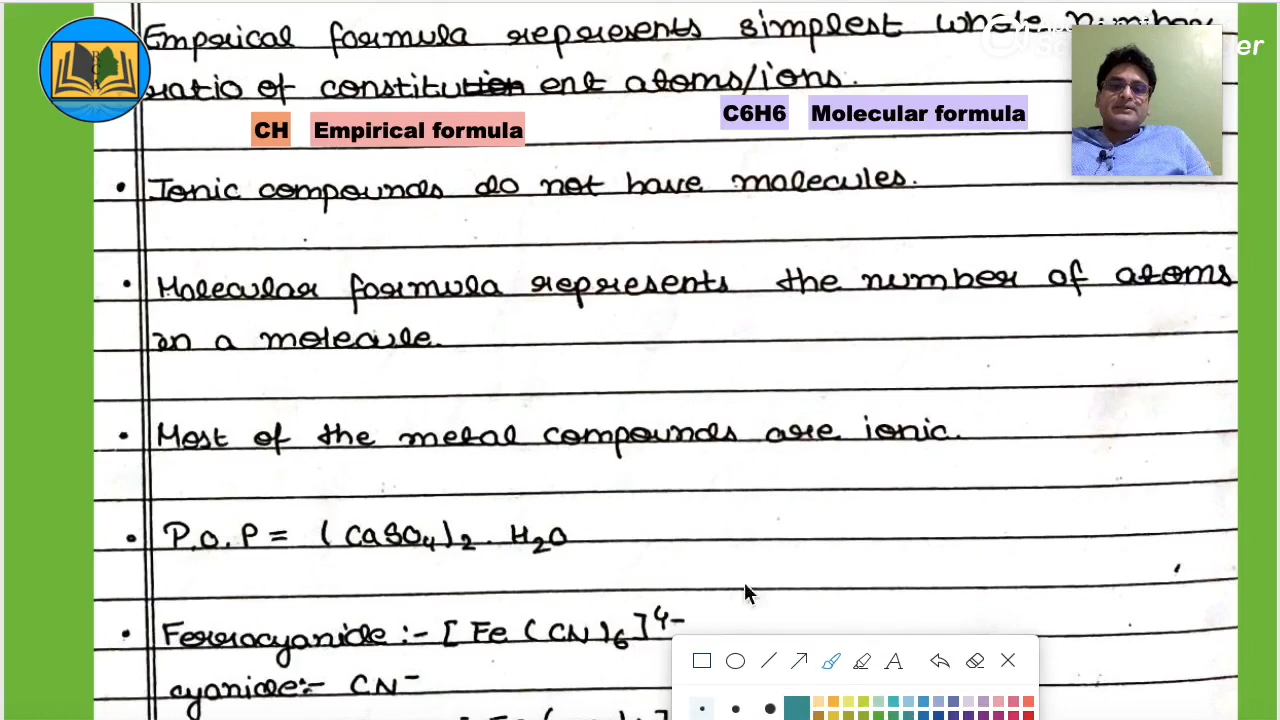 Empirical formula represents simplest whole number
ratio of constitution ent atoms/ions.
CH Empirical formula
C6H6 Molecular formula
• Ionic compounds do not have molecules.
• Molecular formula represents the number of atoms
in a molecule.
• Most of the metal compounds are ionic.
• P.O.P = (CaSO4)2 . H2O
• Ferrocyanide :- [Fe(CN)6]4-
cyanide:- CN-